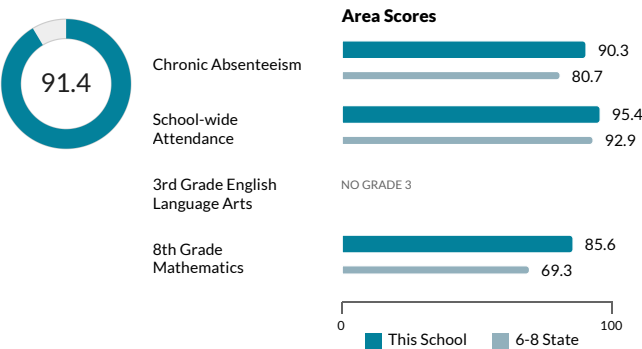 Area Scores
91.4
Chronic Absenteeism
90.3
80.7
School-wide
Attendance
95.4
92.9
3rd Grade English
Language Arts
NO GRADE 3
8th Grade
Mathematics
85.6
69.3
0
100
This School
6-8 State